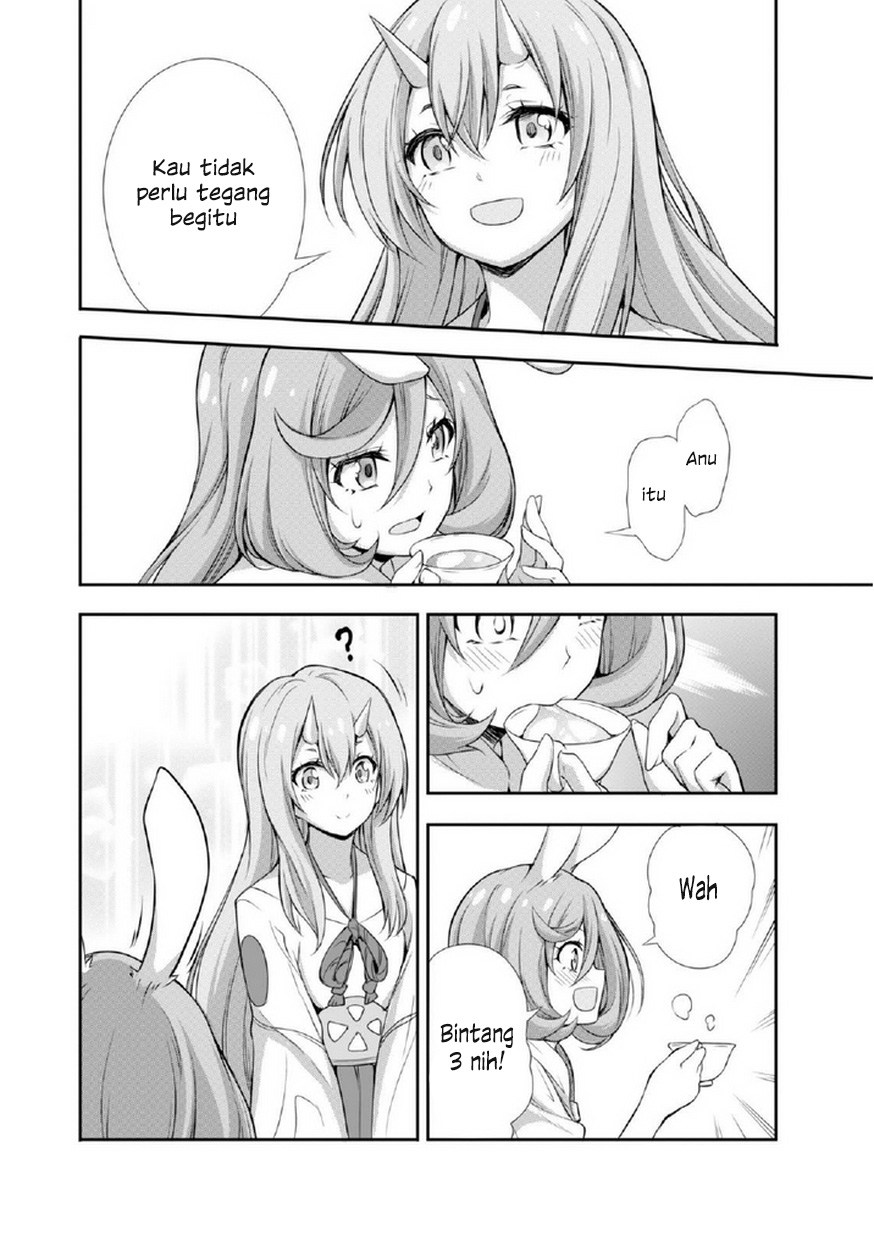 Kau tidak
perlu tegang
begitu
Anu
itu
?
Wah
Bintang
3 nih!